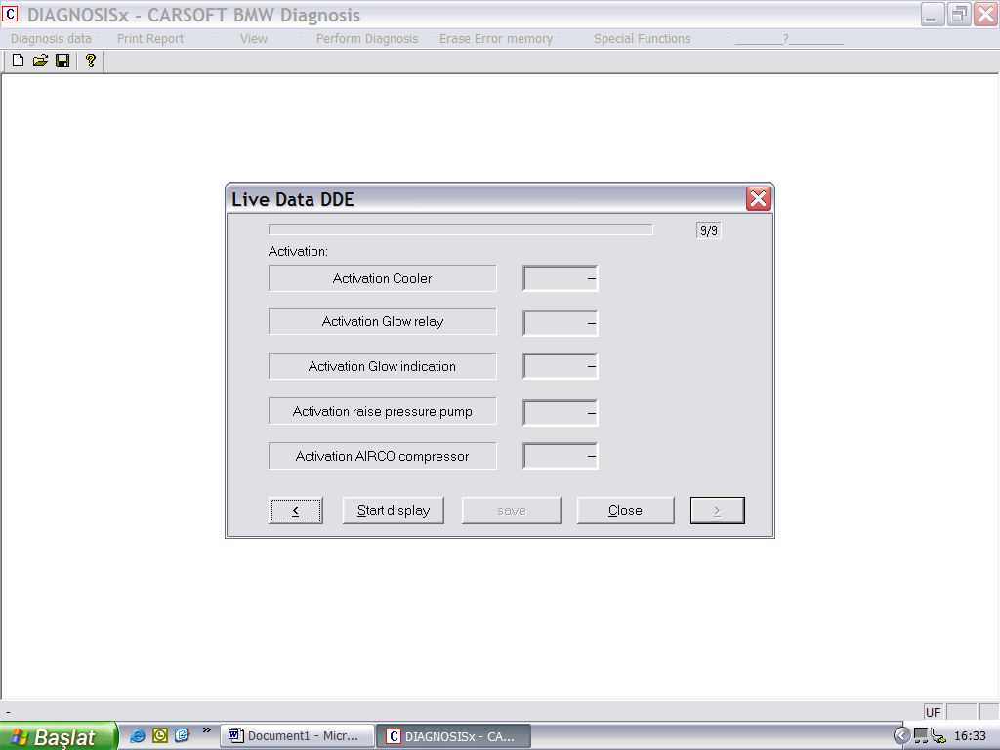 C DIAGNOSISx - CARSOFT BMW Diagnosis
Diagnosis data Print Report View Perform Diagnosis Erase Error memory Special Functions ______?________
?
Live Data DDE
9/9
Activation:
Activation Cooler –
Activation Glow relay –
Activation Glow indication –
Activation raise pressure pump –
Activation AIRCO compressor –
< Start display save Close >
- UF
Başlat » Document1 - Micr... C DIAGNOSISx - CA... 16:33